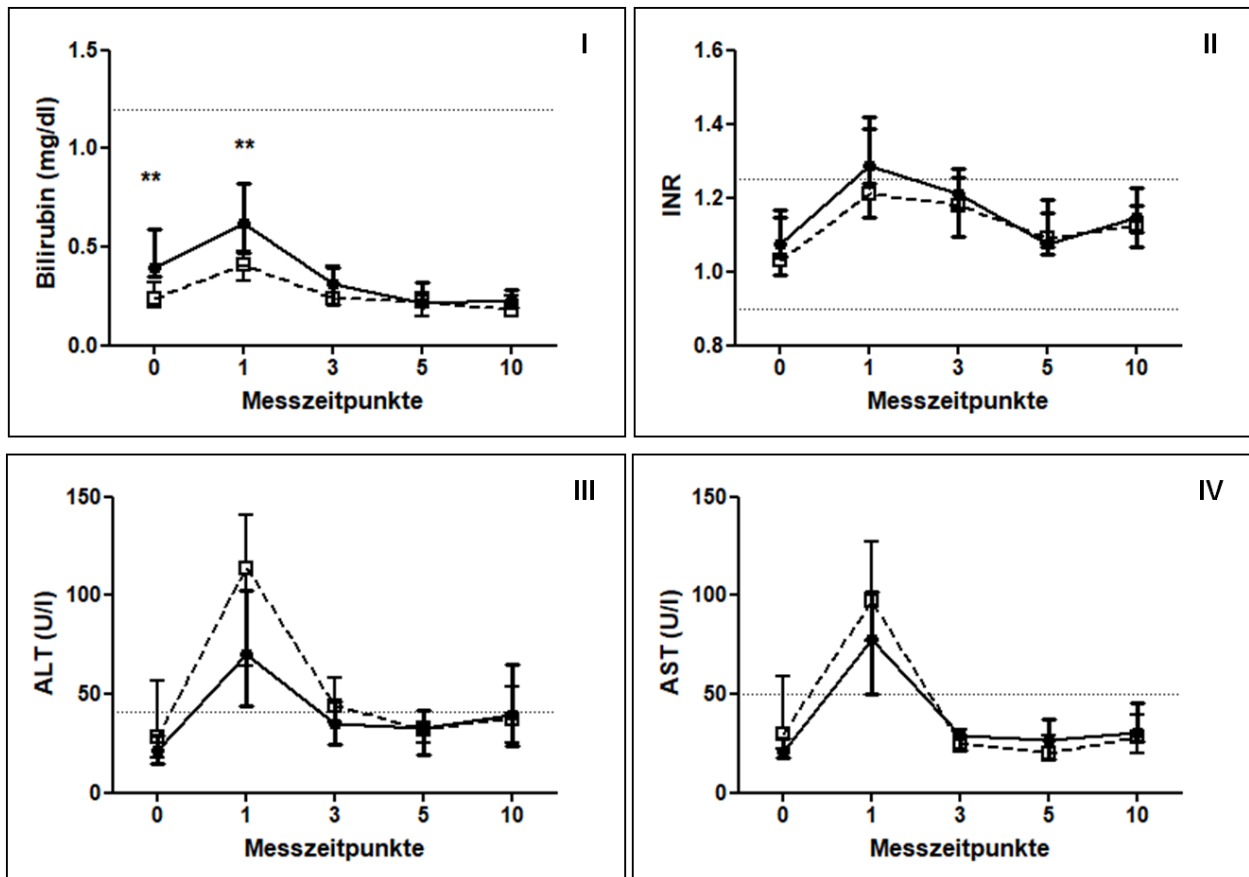 I
Bilirubin (mg/dl)
1.5
1.0
0.5
0.0
**
**
0 1 3 5 10
Messzeitpunkte
II
INR
1.6
1.4
1.2
1.0
0.8
0 1 3 5 10
Messzeitpunkte
III
ALT (U/l)
150
100
50
0
0 1 3 5 10
Messzeitpunkte
IV
AST (U/l)
150
100
50
0
0 1 3 5 10
Messzeitpunkte